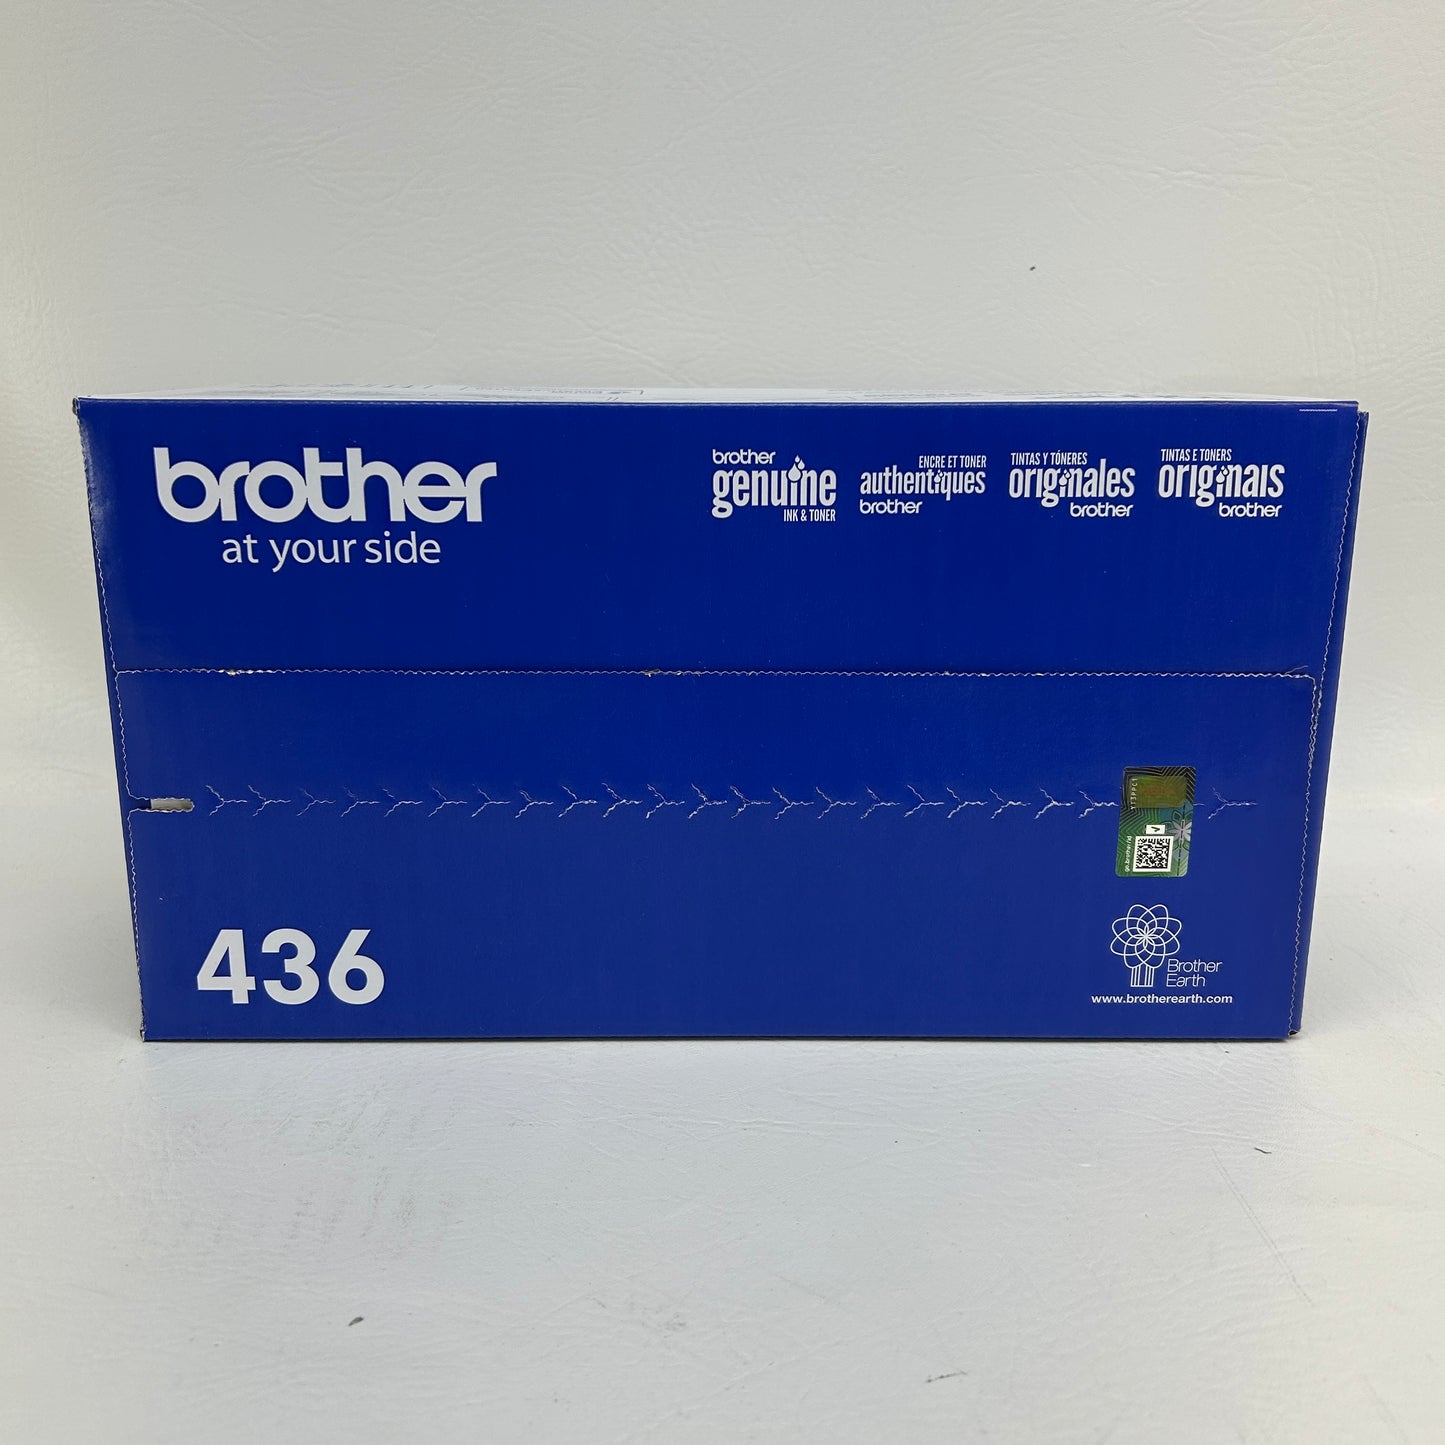 brother
at your side
brother
genuine
INK & TONER
ENCRE ET TONER
authentiques
brother
TINTAS Y TÓNERES
originales
brother
TINTAS E TONERS
originais
brother
436
Brother
Earth
www.brotherearth.com